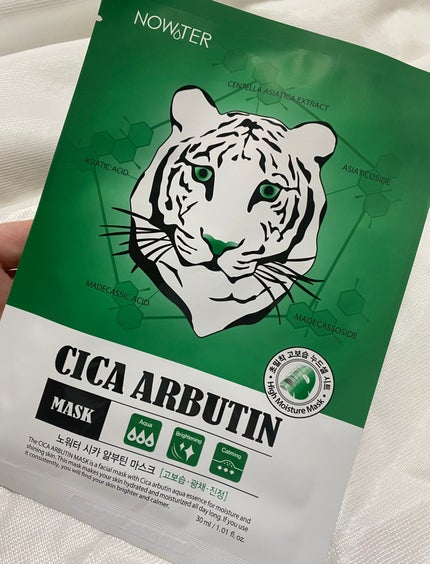 NOWATER
CENTELLA ASIATICA EXTRACT
ASIATIC ACID
ASIATICOSIDE
MADECASSIC ACID
MADECASSOSIDE
CICA ARBUTIN
MASK
Aqua
Brightening
Calming
초밀착 고보습 누드씰 시트
High Moisture Mask
노워터 시카 알부틴 마스크 [고보습·광채·진정]
The CICA ARBUTIN MASK is a facial mask with Cica arbutin aqua essence for moisture and
shining skin. This mask makes your skin hydrated and moisturized all day long. If you use
it consistently, you will find your skin brighter and calmer.
30 ml / 1.01 fl. oz.